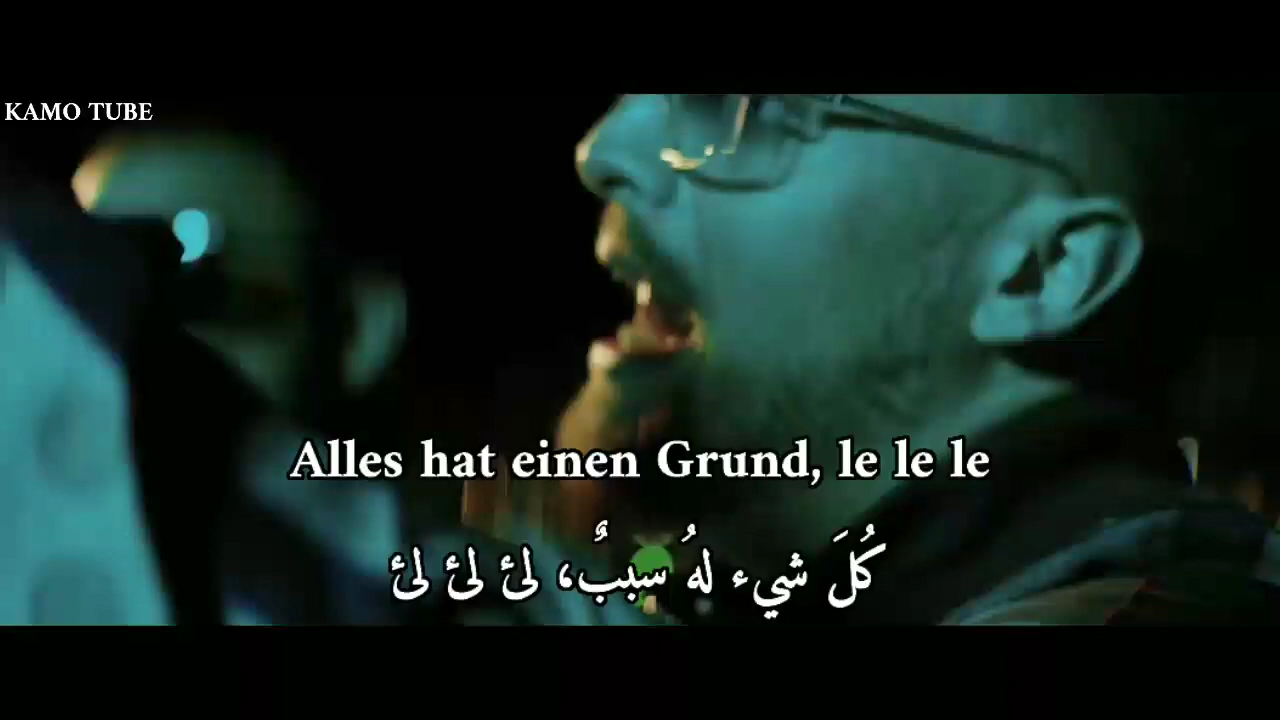 KAMO TUBE
Alles hat einen Grund, le le le
كُلَ شيء لهُ سببٌ، لئ لئ لئ